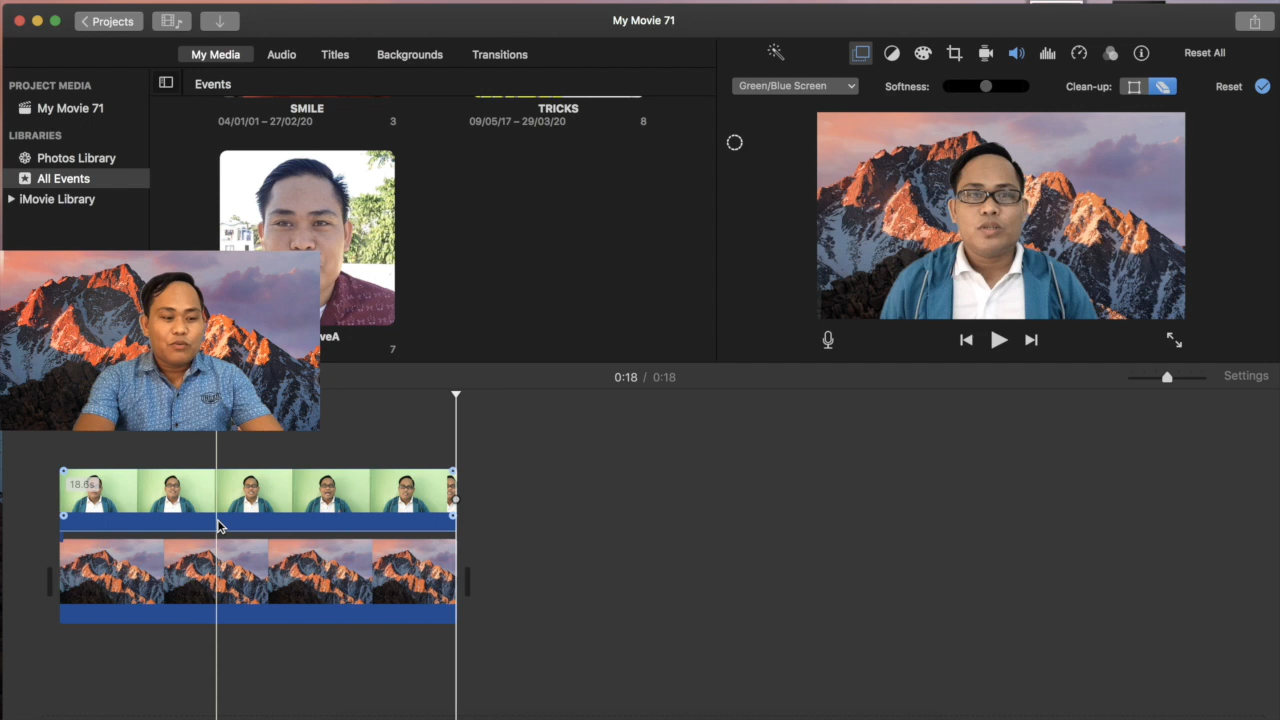 My Movie 71
Projects
My Media Audio Titles Backgrounds Transitions
Reset All
PROJECT MEDIA
My Movie 71
LIBRARIES
Photos Library
All Events
iMovie Library
Events
SMILE
04/01/01 – 27/02/20 3
TRICKS
09/05/17 – 29/03/20 8
veA
7
Green/Blue Screen Softness: Clean-up: Reset
0:18 / 0:18
Settings
18.6s